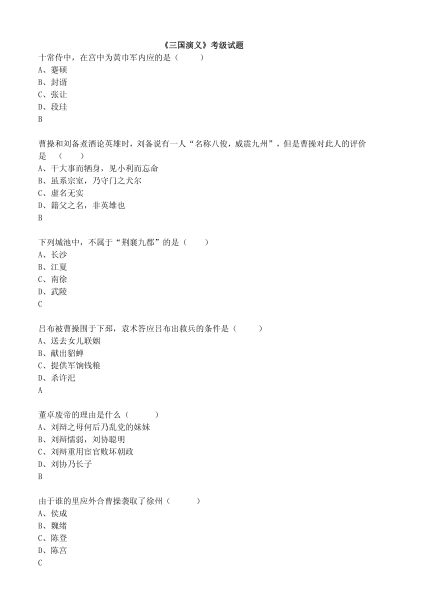 《三国演义》考级试题
十常侍中，在宫中为黄巾军内应的是（　　）
A、蹇硕
B、封谞
C、张让
D、段珪
B
曹操和刘备煮酒论英雄时，刘备说有一人“名称八俊，威震九州”，但是曹操对此人的评价
是 （　　）
A、干大事而惜身，见小利而忘命
B、虽系宗室，乃守门之犬尔
C、虚名无实
D、籍父之名，非英雄也
B
下列城池中，不属于“荆襄九郡”的是（　　）
A、长沙
B、江夏
C、南徐
D、武陵
C
吕布被曹操围于下邳，袁术答应吕布出救兵的条件是（　　）
A、送去女儿联姻
B、献出貂蝉
C、提供军饷钱粮
D、杀许汜
A
董卓废帝的理由是什么（　　）
A、刘辩之母何后乃乱党的妹妹
B、刘辩懦弱，刘协聪明
C、刘辩重用宦官败坏朝政
D、刘协乃长子
B
由于谁的里应外合曹操袭取了徐州（　　）
A、侯成
B、魏绪
C、陈登
D、陈宫
C